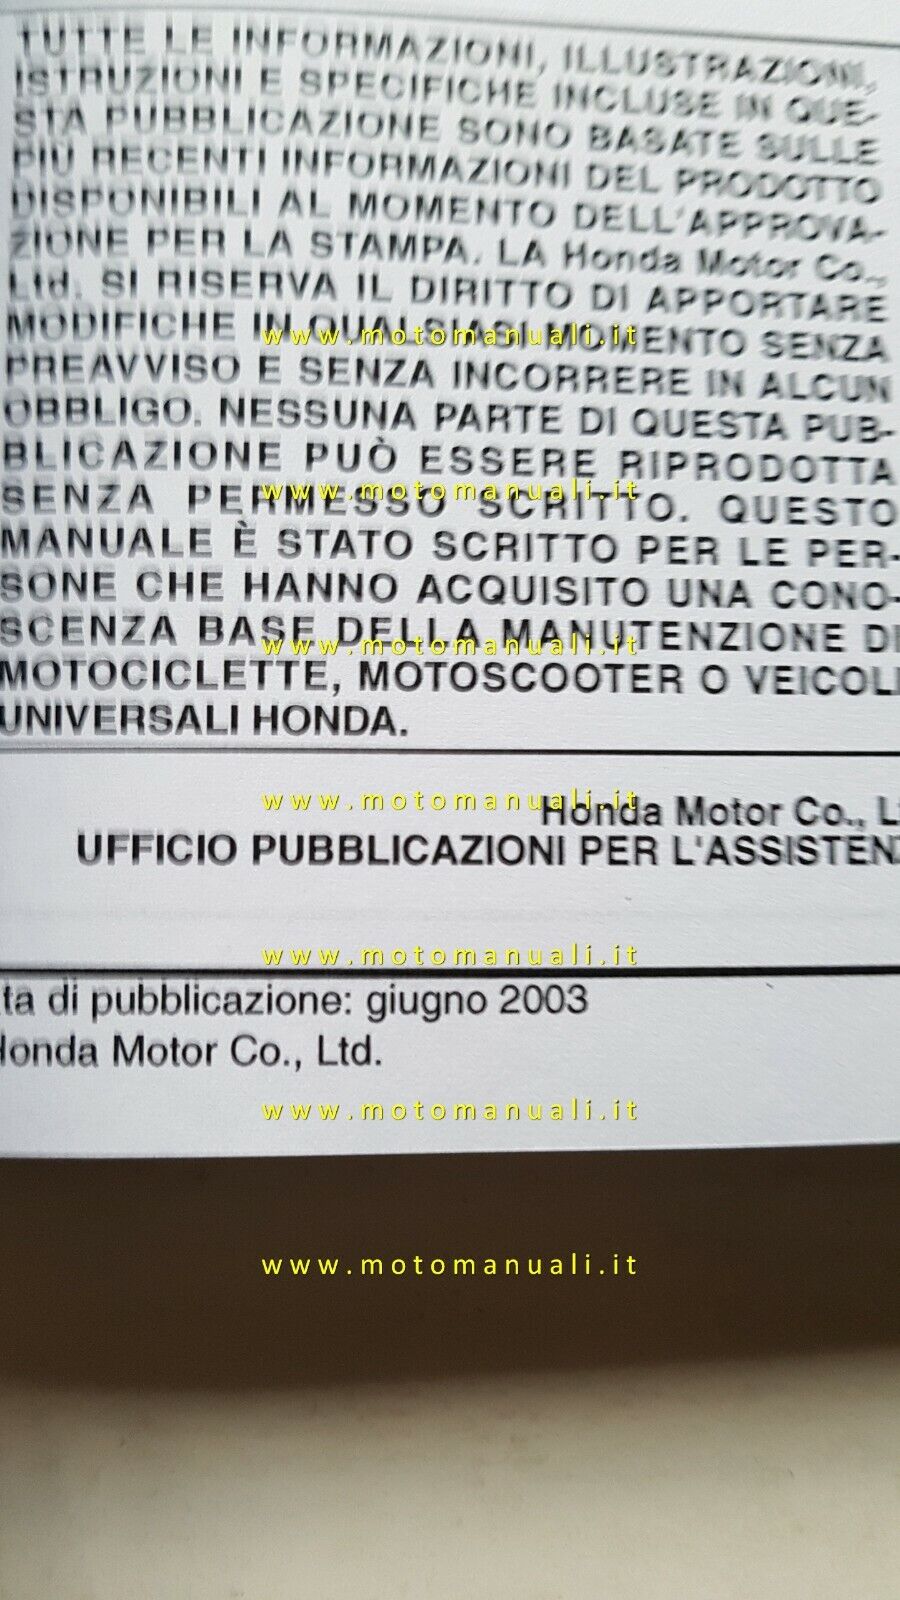 TUTTE LE INFORMAZIONI, ILLUSTRAZIONI,
ISTRUZIONI E SPECIFICHE INCLUSE IN QUE-
STA PUBBLICAZIONE SONO BASATE SULLE
PIÙ RECENTI INFORMAZIONI DEL PRODOTTO
DISPONIBILI AL MOMENTO DELL'APPROVA-
ZIONE PER LA STAMPA. LA Honda Motor Co.,
Ltd. SI RISERVA IL DIRITTO DI APPORTARE
MODIFICHE IN QUALSIASI MOMENTO SENZA
www.motomanuali.it
PREAVVISO E SENZA INCORRERE IN ALCUN
OBBLIGO. NESSUNA PARTE DI QUESTA PUB-
BLICAZIONE PUÒ ESSERE RIPRODOTTA
SENZA PERMESSO SCRITTO. QUESTO
www.motomanuali.it
MANUALE È STATO SCRITTO PER LE PER-
SONE CHE HANNO ACQUISITO UNA CONO-
SCENZA BASE DELLA MANUTENZIONE DI
www.motomanuali.it
MOTOCICLETTE, MOTOSCOOTER O VEICOLI
UNIVERSALI HONDA.
www.motomanuali.it
Honda Motor Co., L
UFFICIO PUBBLICAZIONI PER L'ASSISTEN
www.motomanuali.it
ta di pubblicazione: giugno 2003
Honda Motor Co., Ltd.
www.motomanuali.it
www.motomanuali.it